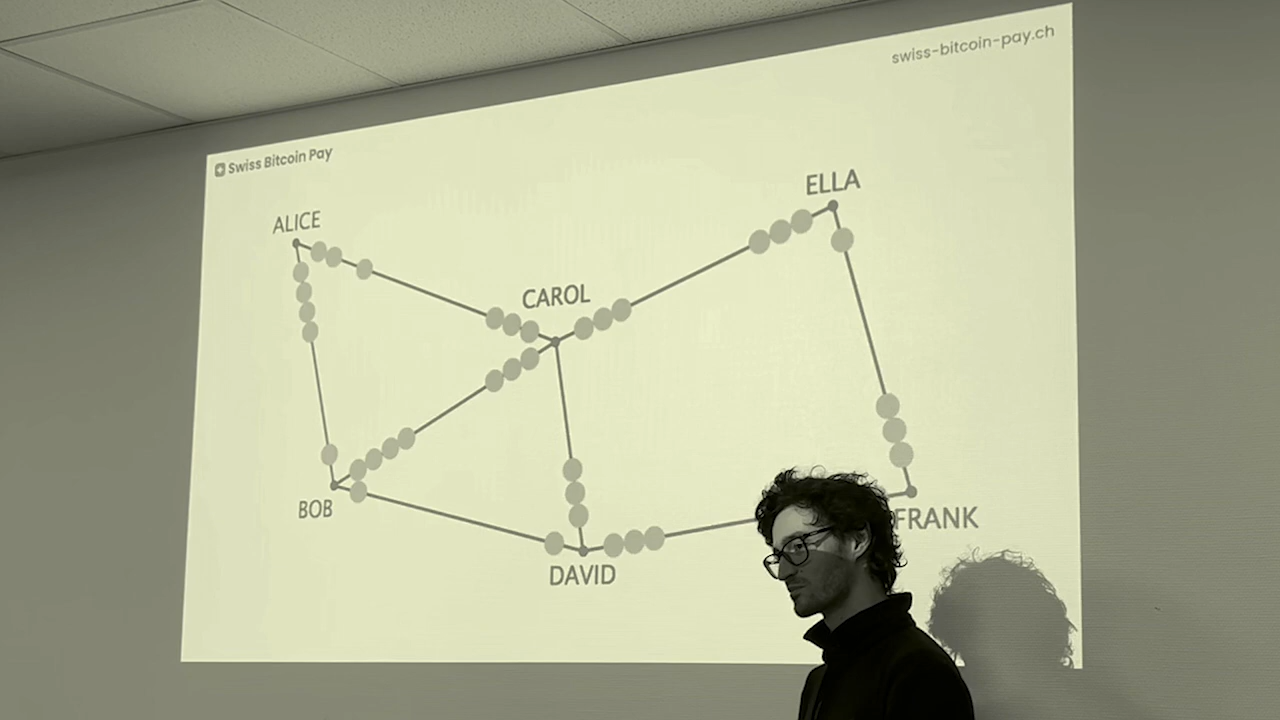 swiss-bitcoin-pay.ch
Swiss Bitcoin Pay
ELLA
ALICE
CAROL
BOB
FRANK
DAVID